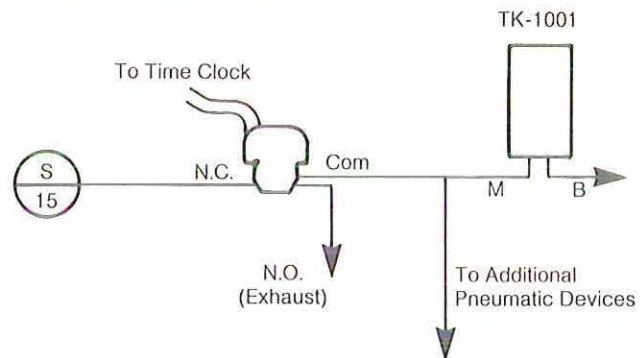 TK-1001
To Time Clock
S
15
N.C.
Com
M
B
N.O.
(Exhaust)
To Additional
Pneumatic Devices